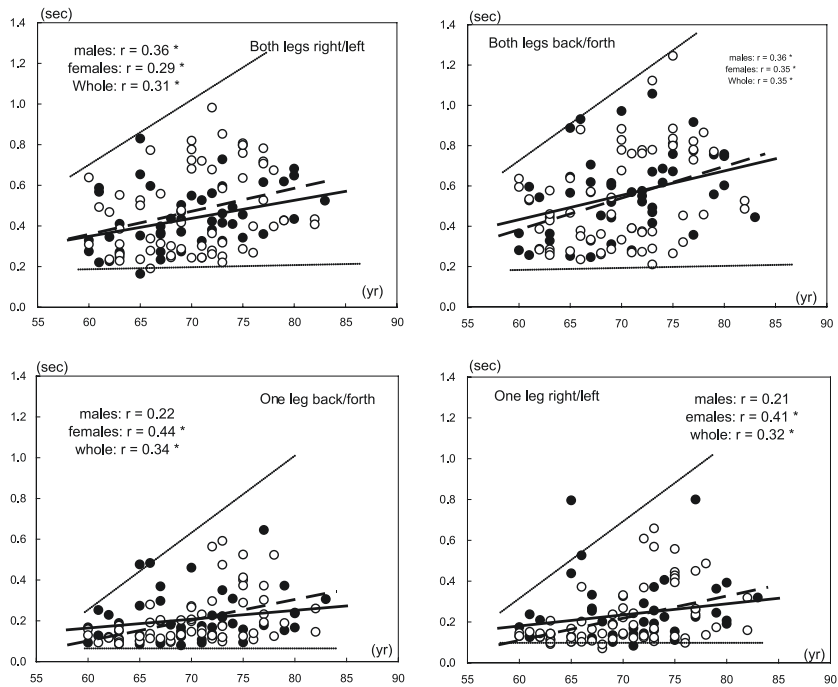 (sec)
1.4
1.2
1.0
0.8
0.6
0.4
0.2
0.0
55 60 65 70 75 80 85 90
(yr)
males: r = 0.36 *
females: r = 0.29 *
Whole: r = 0.31 *
Both legs right/left
(sec)
1.4
1.2
1.0
0.8
0.6
0.4
0.2
0.0
55 60 65 70 75 80 85 90
(yr)
Both legs back/forth
males: r = 0.36 *
females: r = 0.35 *
Whole: r = 0.35 *
(sec)
1.4
1.2
1.0
0.8
0.6
0.4
0.2
0.0
55 60 65 70 75 80 85 90
(yr)
One leg back/forth
males: r = 0.22
females: r = 0.44 *
whole: r = 0.34 *
(sec)
1.4
1.2
1.0
0.8
0.6
0.4
0.2
0.0
55 60 65 70 75 80 85 90
(yr)
One leg right/left
males: r = 0.21
emales: r = 0.41 *
whole: r = 0.32 *